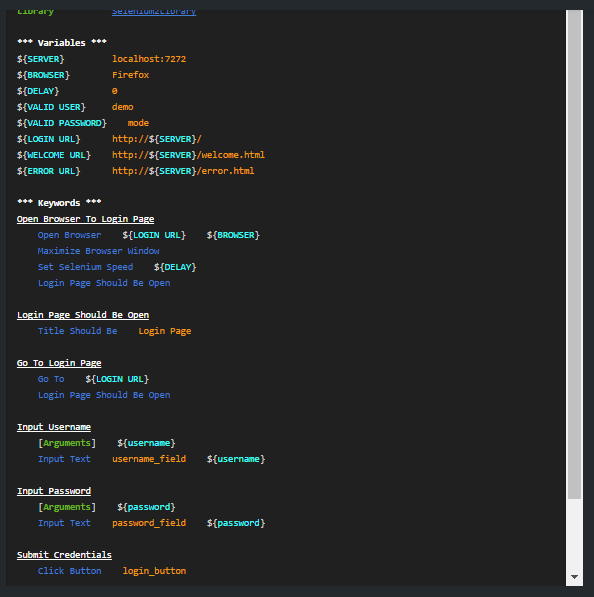 Library           Selenium2Library
*** Variables ***
${SERVER}         localhost:7272
${BROWSER}        Firefox
${DELAY}          0
${VALID USER}     demo
${VALID PASSWORD}    mode
${LOGIN URL}      http://${SERVER}/
${WELCOME URL}    http://${SERVER}/welcome.html
${ERROR URL}      http://${SERVER}/error.html
*** Keywords ***
Open Browser To Login Page
    Open Browser    ${LOGIN URL}    ${BROWSER}
    Maximize Browser Window
    Set Selenium Speed    ${DELAY}
    Login Page Should Be Open
Login Page Should Be Open
    Title Should Be    Login Page
Go To Login Page
    Go To    ${LOGIN URL}
    Login Page Should Be Open
Input Username
    [Arguments]    ${username}
    Input Text    username_field    ${username}
Input Password
    [Arguments]    ${password}
    Input Text    password_field    ${password}
Submit Credentials
    Click Button    login_button